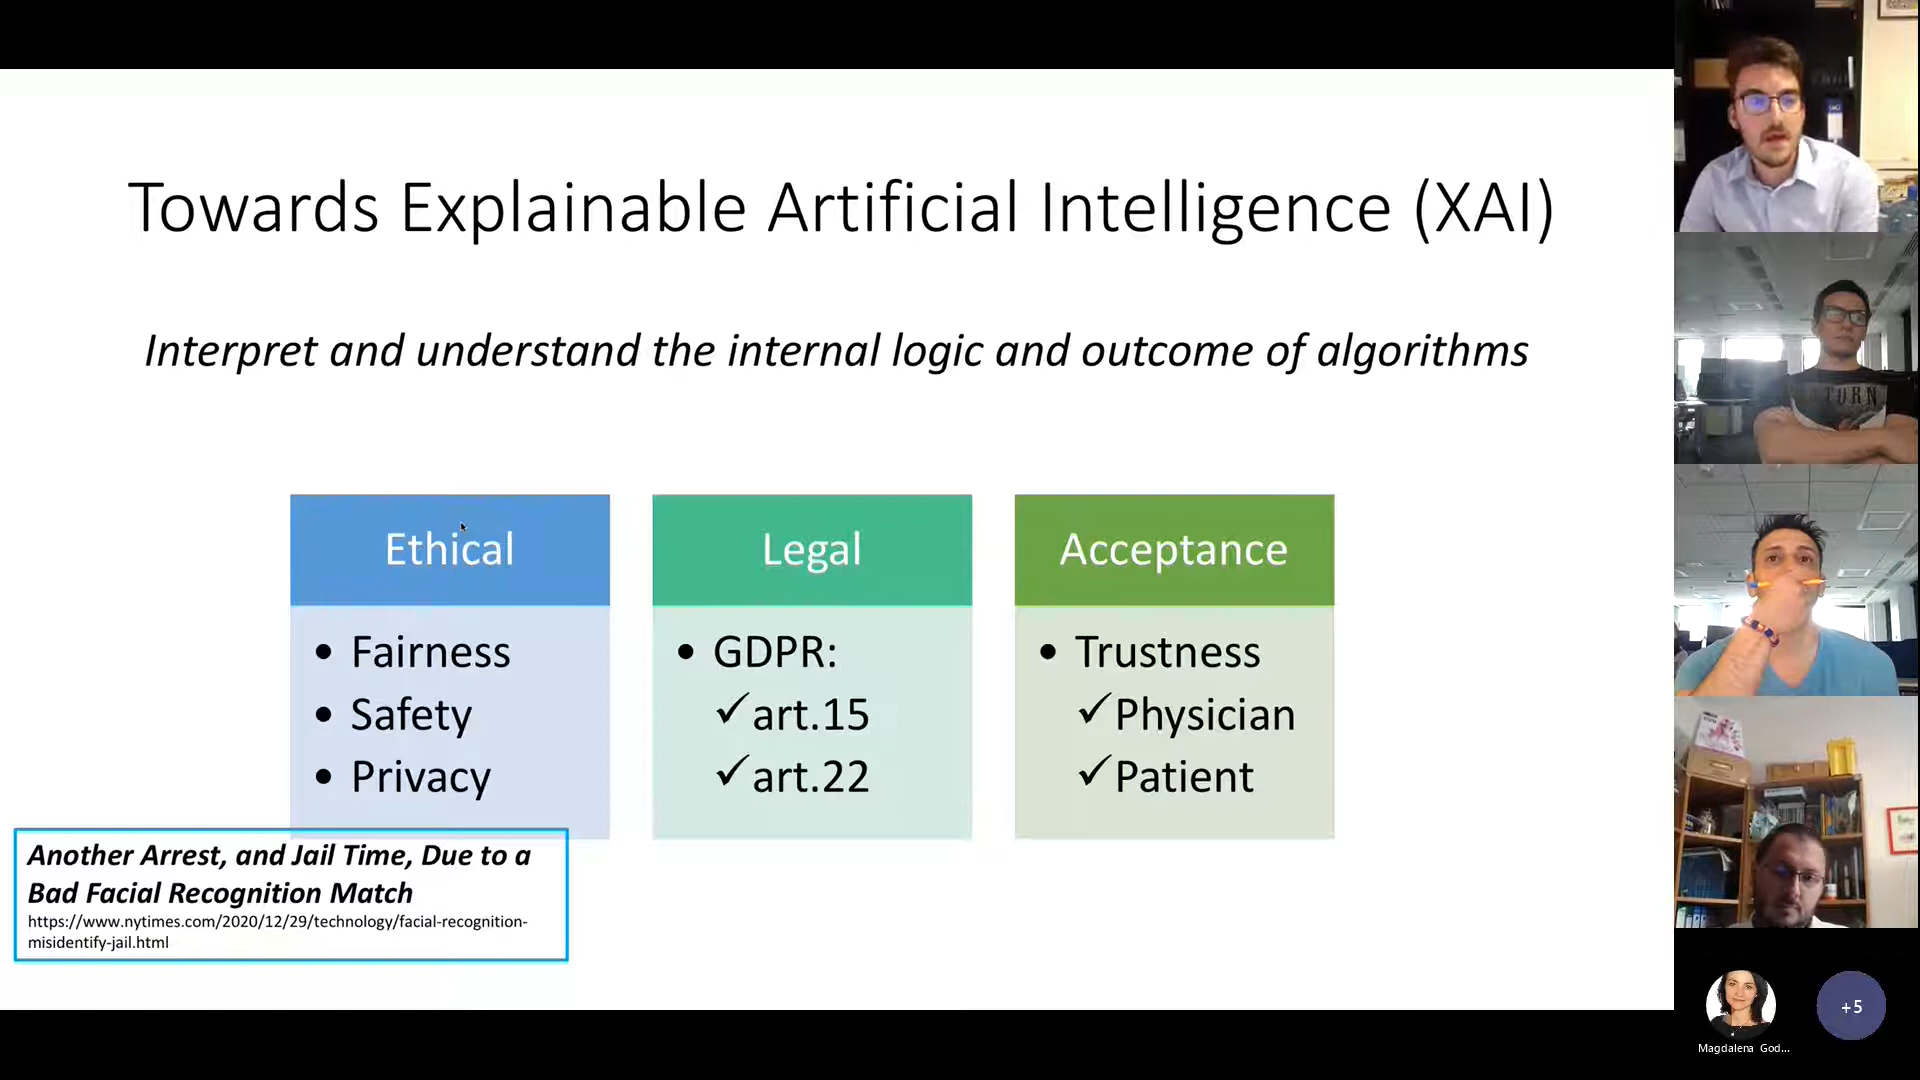 Towards Explainable Artificial Intelligence (XAI)
Interpret and understand the internal logic and outcome of algorithms
Ethical
• Fairness
• Safety
• Privacy
Legal
• GDPR:
✓art.15
✓art.22
Acceptance
• Trustness
✓Physician
✓Patient
Another Arrest, and Jail Time, Due to a
Bad Facial Recognition Match
https://www.nytimes.com/2020/12/29/technology/facial-recognition-
misidentify-jail.html
TURN
+5
Magdalena God...